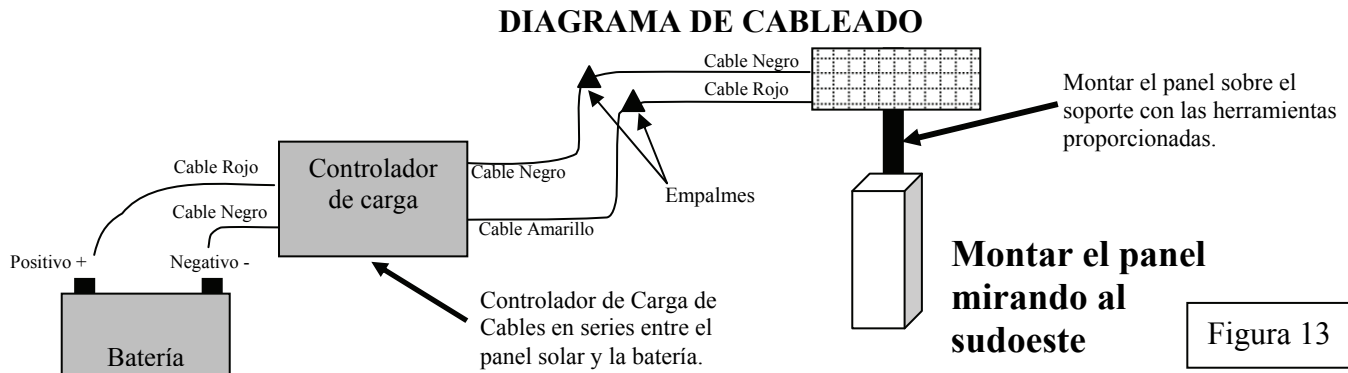 DIAGRAMA DE CABLEADO
Cable Negro
Cable Rojo
Montar el panel sobre el
soporte con las herramientas
proporcionadas.
Cable Rojo
Controlador
de carga
Cable Negro
Empalmes
Cable Negro
Cable Amarillo
Positivo +
Negativo -
Montar el panel
mirando al
sudoeste
Controlador de Carga de
Cables en series entre el
panel solar y la batería.
Figura 13
Batería